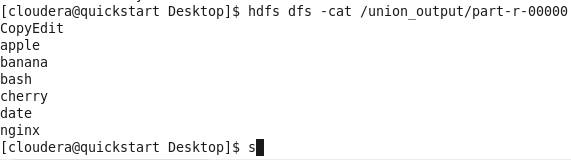 [cloudera@quickstart Desktop]$ hdfs dfs -cat /union_output/part-r-00000
CopyEdit
apple
banana
bash
cherry
date
nginx
[cloudera@quickstart Desktop]$ s